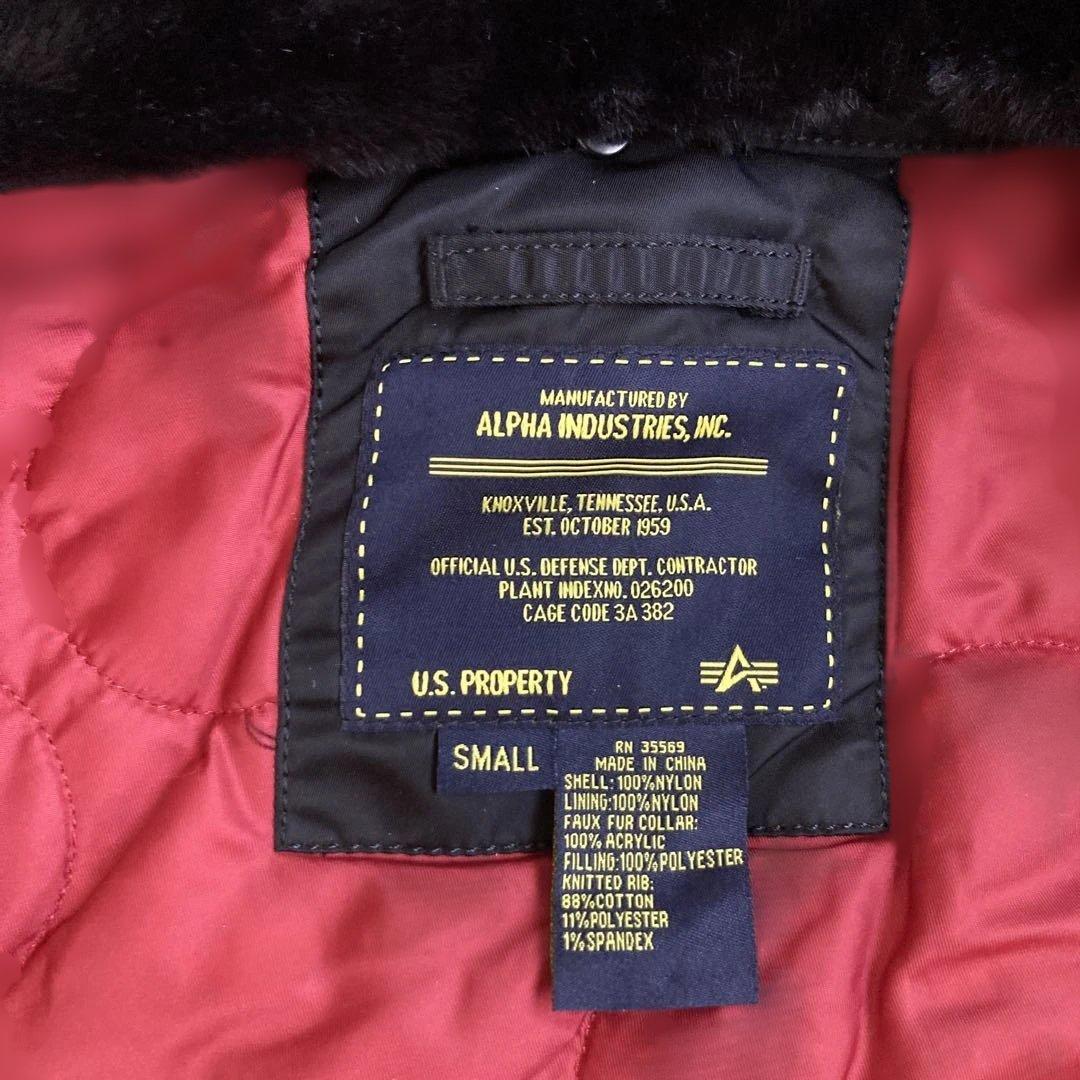 MANUFACTURED BY
ALPHA INDUSTRIES, INC.
KNOXVILLE, TENNESSEE, U.S.A.
EST. OCTOBER 1959
OFFICIAL U.S. DEFENSE DEPT. CONTRACTOR
PLANT INDEXNO. 026200
CAGE CODE 3A 382
U.S. PROPERTY
SMALL
RN 35569
MADE IN CHINA
SHELL:100%NYLON
LINING:100%NYLON
FAUX FUR COLLAR:
100% ACRYLIC
FILLING:100%POLYESTER
KNITTED RIB:
88%COTTON
11%POLYESTER
1%SPANDEX